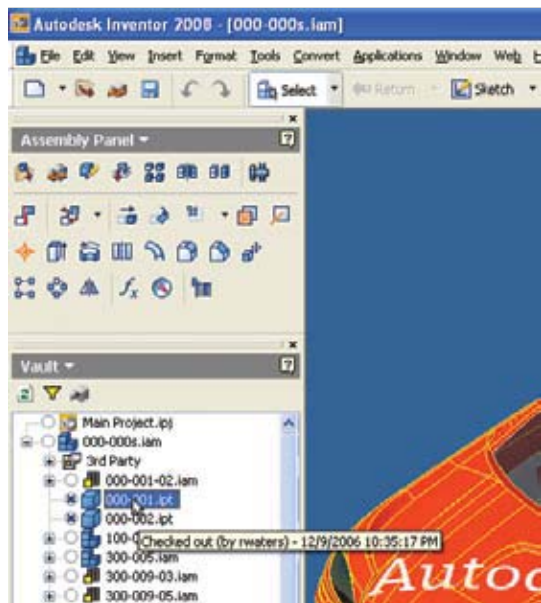 Autodesk Inventor 2008 - [000-000s.iam]
File Edit View Insert Format Tools Convert Applications Window Web
Select Return Sketch
Assembly Panel
fx
Vault
Main Project.ipj
000-000s.iam
3rd Party
000-001-02.iam
000-001.ipt
000-002.ipt
100-0
Checked out (by rwaters) - 12/9/2006 10:35:17 PM
300-005.iam
300-009-03.iam
300-009-05.iam
Autod